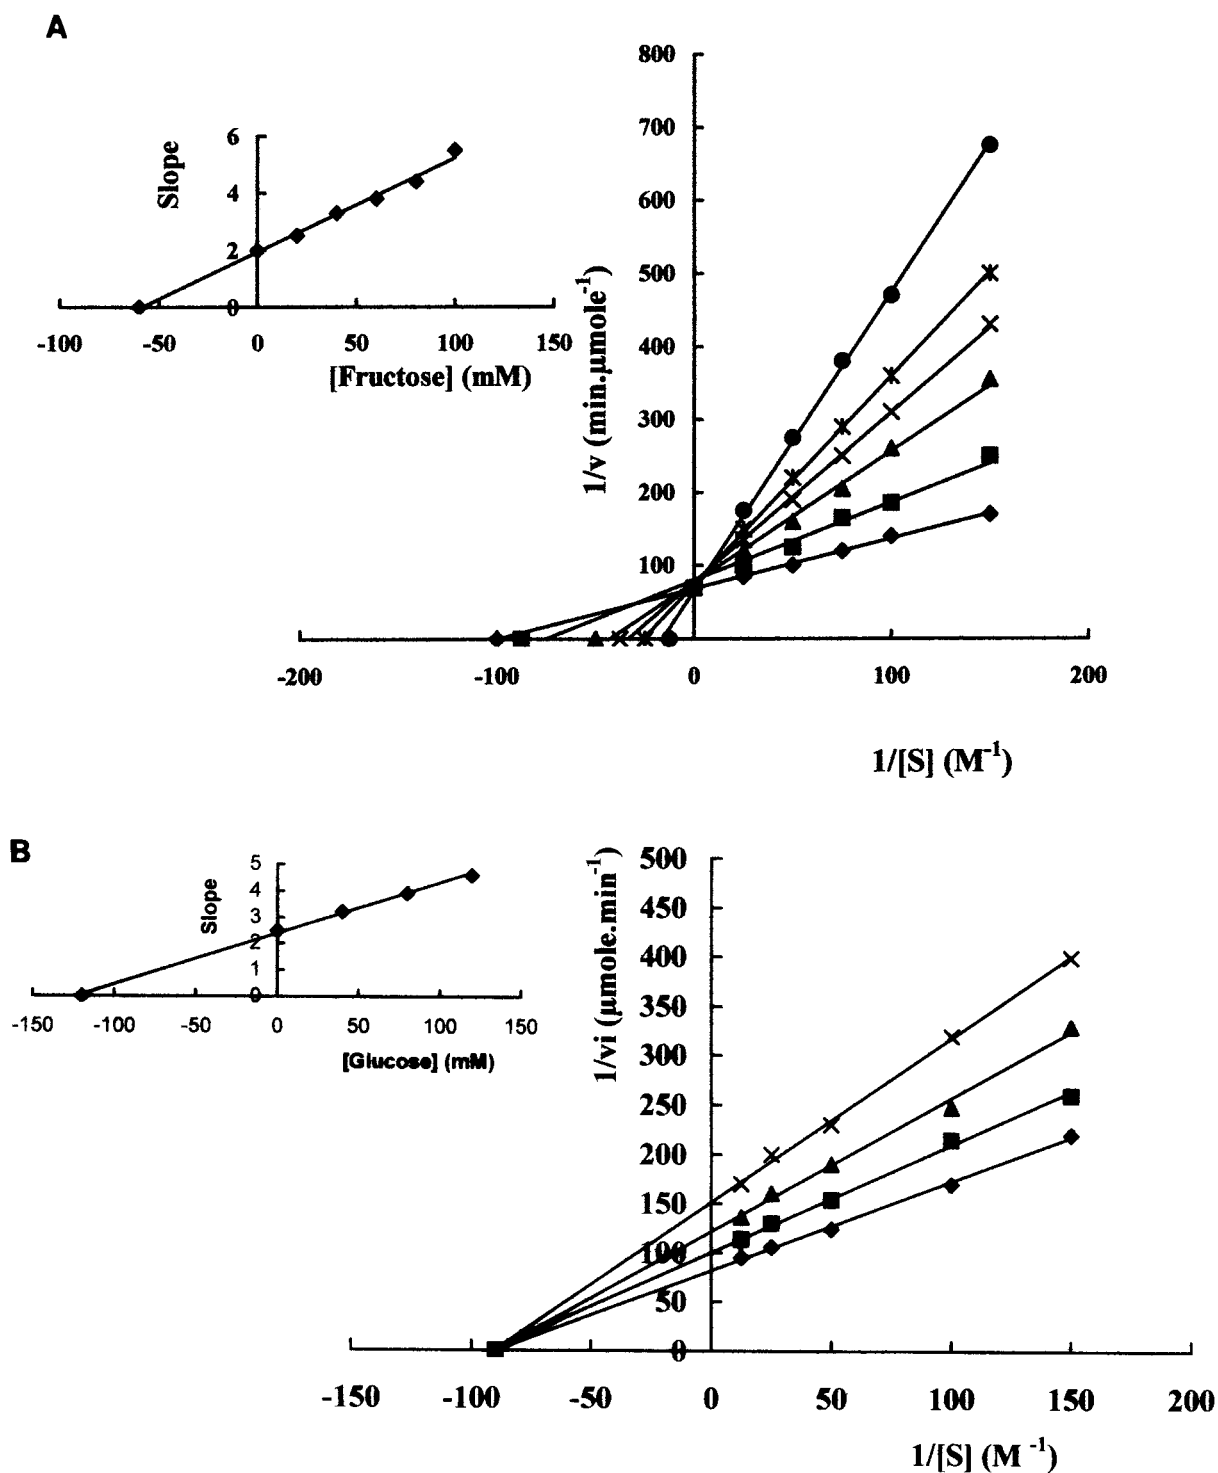 A
800
700
600
500
400
300
200
100
1/v (min.µmole⁻¹)
-200 -100 0 100 200
1/[S] (M⁻¹)
6
4
2
0
Slope
-100 -50 0 50 100 150
[Fructose] (mM)
B
5
4
3
2
1
0
Slope
-150 -100 -50 0 50 100 150
[Glucose] (mM)
500
450
400
350
300
250
200
150
100
50
0
1/vi (µmole.min⁻¹)
-150 -100 -50 0 50 100 150 200
1/[S] (M ⁻¹)